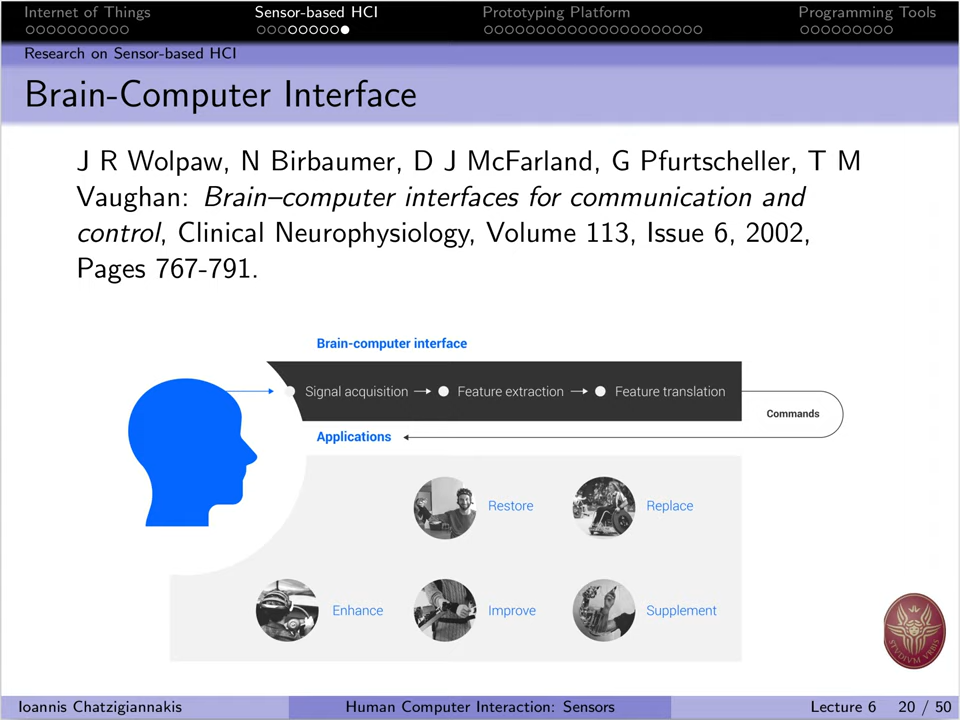 Internet of Things
Sensor-based HCI
Prototyping Platform
Programming Tools
Research on Sensor-based HCI
Brain-Computer Interface
J R Wolpaw, N Birbaumer, D J McFarland, G Pfurtscheller, T M
Vaughan: Brain–computer interfaces for communication and
control, Clinical Neurophysiology, Volume 113, Issue 6, 2002,
Pages 767-791.
Brain-computer interface
Signal acquisition
Feature extraction
Feature translation
Commands
Applications
Restore
Replace
Enhance
Improve
Supplement
STVDIVM VRBIS
Ioannis Chatzigiannakis
Human Computer Interaction: Sensors
Lecture 6
20 / 50